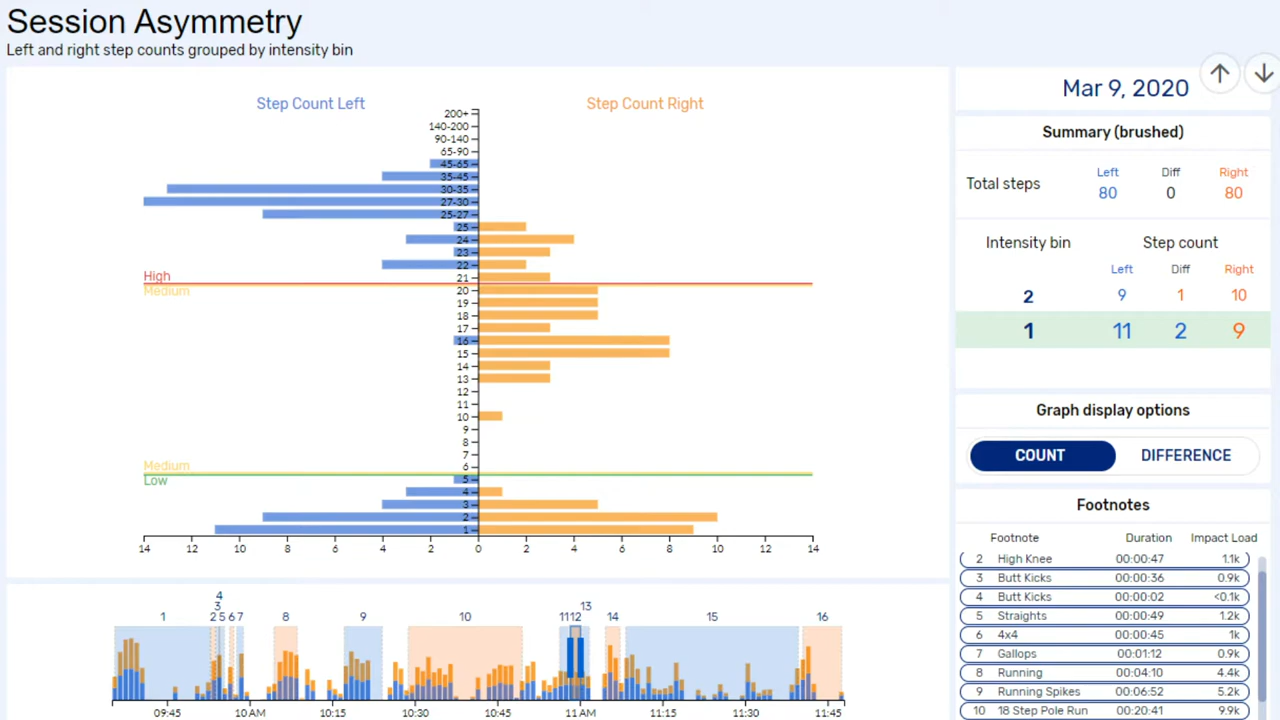 Session Asymmetry
Left and right step counts grouped by intensity bin
Step Count Left
Step Count Right
200+
140-200
90-140
65-90
45-65
35-45
30-35
27-30
25-27
25
24
23
22
21
High
Medium
20
19
18
17
16
15
14
13
12
11
10
9
8
7
6
Medium
Low
5
4
3
2
1
14 12 10 8 6 4 2 0 2 4 6 8 10 12 14
4
3
13
1 2 5 6 7 8 9 10 11 12 14 15 16
09:45 10AM 10:15 10:30 10:45 11AM 11:15 11:30 11:45
Mar 9, 2020
Summary (brushed)
Left Diff Right
Total steps 80 0 80
Intensity bin Step count
Left Diff Right
2 9 1 10
1 11 2 9
Graph display options
COUNT DIFFERENCE
Footnotes
Footnote Duration Impact Load
2 High Knee 00:00:47 1.1k
3 Butt Kicks 00:00:36 0.9k
4 Butt Kicks 00:00:02 <0.1k
5 Straights 00:00:49 1.2k
6 4x4 00:00:45 1k
7 Gallops 00:01:12 0.9k
8 Running 00:04:10 4.4k
9 Running Spikes 00:06:52 5.2k
10 18 Step Pole Run 00:20:41 9.9k